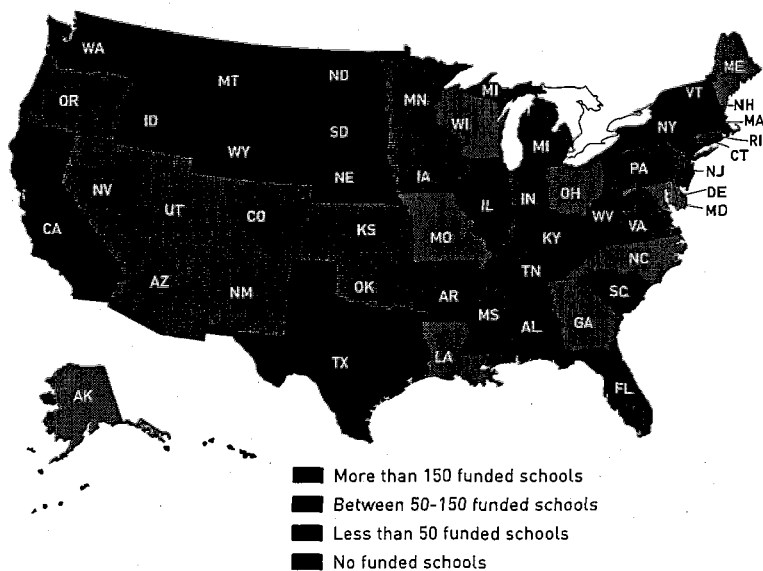 WA
MT
ND
MN
MI
VT
ME
NH
MA
RI
CT
NJ
DE
MD
OR
ID
WY
SD
WI
MI
NY
NE
IA
PA
NV
UT
CO
KS
MO
IL
IN
OH
WV
VA
KY
CA
AZ
NM
OK
AR
TN
NC
SC
MS
AL
GA
TX
LA
FL
AK
More than 150 funded schools
Between 50-150 funded schools
Less than 50 funded schools
No funded schools